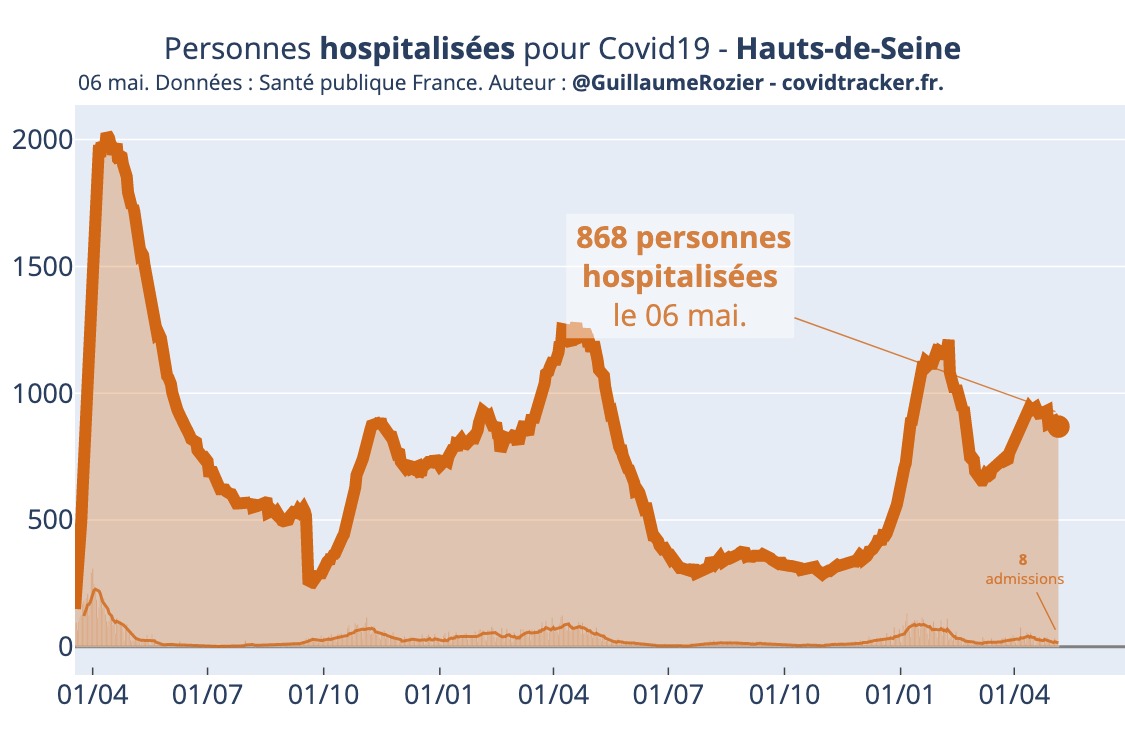 Personnes hospitalisées pour Covid19 - Hauts-de-Seine
06 mai. Données : Santé publique France. Auteur : @GuillaumeRozier - covidtracker.fr.
2000
1500
1000
500
0
868 personnes
hospitalisées
le 06 mai.
8
admissions
01/04
01/07
01/10
01/01
01/04
01/07
01/10
01/01
01/04